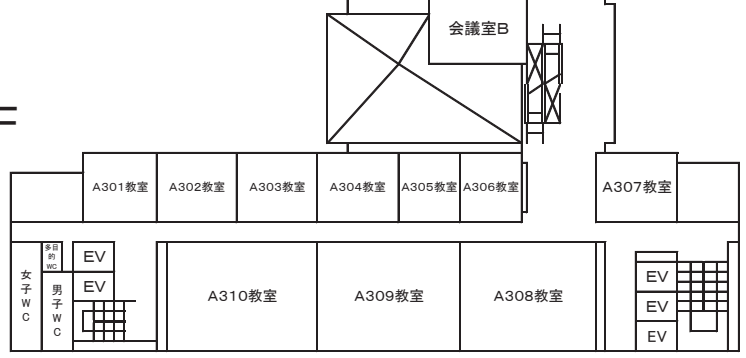 会議室B
A301教室
A302教室
A303教室
A304教室
A305教室
A306教室
A307教室
女子WC
多目的WC
男子WC
EV
EV
A310教室
A309教室
A308教室
EV
EV
EV